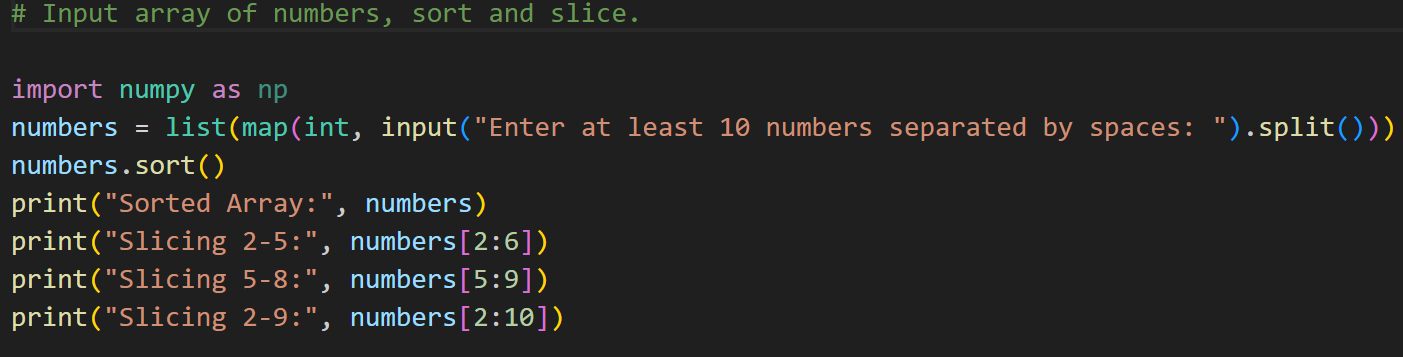 # Input array of numbers, sort and slice.
import numpy as np
numbers = list(map(int, input("Enter at least 10 numbers separated by spaces: ").split()))
numbers.sort()
print("Sorted Array:", numbers)
print("Slicing 2-5:", numbers[2:6])
print("Slicing 5-8:", numbers[5:9])
print("Slicing 2-9:", numbers[2:10])